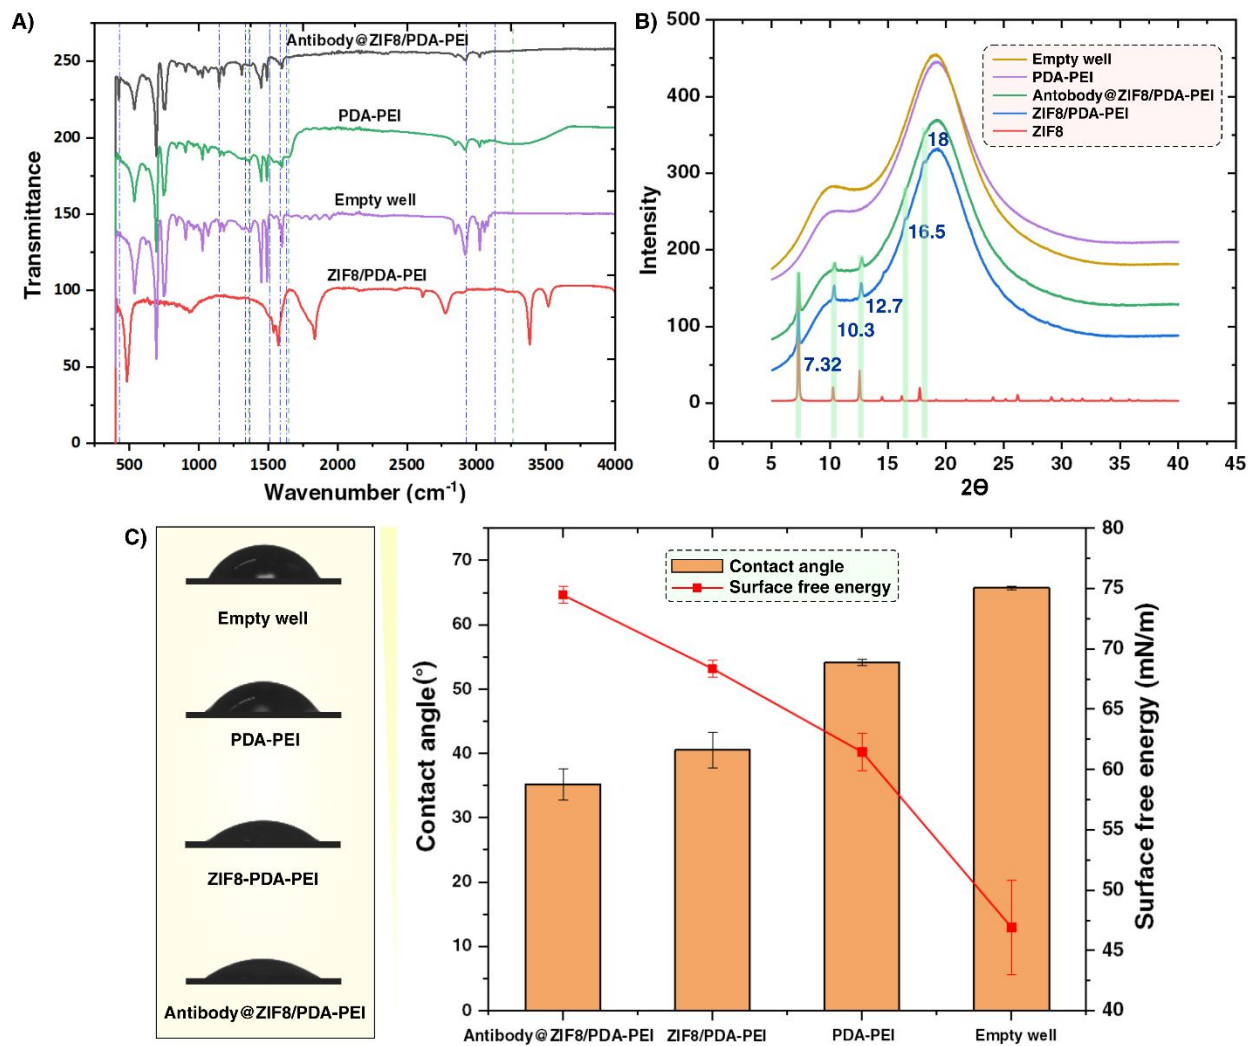 A)
Transmittance
250
200
150
100
50
0
Antibody@ZIF8/PDA-PEI
PDA-PEI
Empty well
ZIF8/PDA-PEI
500 1000 1500 2000 2500 3000 3500 4000
Wavenumber (cm-1)
B)
Intensity
500
400
300
200
100
0
Empty well
PDA-PEI
Antobody@ZIF8/PDA-PEI
ZIF8/PDA-PEI
ZIF8
18
16.5
12.7
10.3
7.32
0 5 10 15 20 25 30 35 40 45
2Θ
C)
Empty well
PDA-PEI
ZIF8-PDA-PEI
Antibody@ZIF8/PDA-PEI
Contact angle(°)
70
60
50
40
30
20
10
0
Contact angle
Surface free energy
80
75
70
65
60
55
50
45
40
Surface free energy (mN/m)
Antibody@ZIF8/PDA-PEI ZIF8/PDA-PEI PDA-PEI Empty well